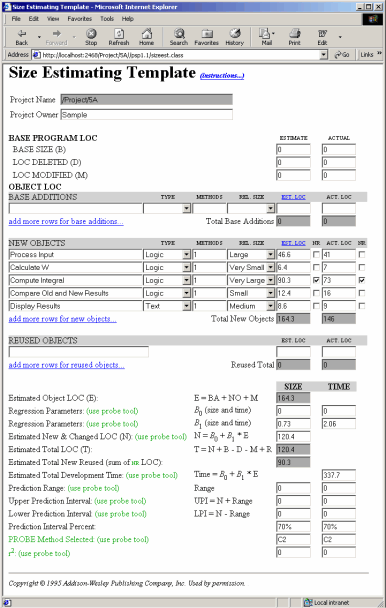 Size Estimating Template - Microsoft Internet Explorer
File Edit View Favorites Tools Help
Back Forward Stop Refresh Home Search Favorites History Mail Print Edit
Address http://localhost:2468/Project/5A//psp1.1/sizeest.class Go Links »
Size Estimating Template (instructions...)
Project Name /Project/5A
Project Owner Sample
BASE PROGRAM LOC ESTIMATE ACTUAL
BASE SIZE (B) 0 0
LOC DELETED (D) 0 0
LOC MODIFIED (M) 0 0
OBJECT LOC
BASE ADDITIONS TYPE METHODS REL. SIZE EST. LOC ACT. LOC
add more rows for base additions... Total Base Additions 0 0
NEW OBJECTS TYPE METHODS REL. SIZE EST. LOC NR ACT. LOC NR
Process Input Logic 1 Large 46.6 41
Calculate W Logic 1 Very Small 6.4 7
Compute Integral Logic 1 Very Large 90.3 73
Compare Old and New Results Logic 1 Small 12.4 16
Display Results Text 1 Medium 8.6 9
add more rows for new objects... Total New Objects 164.3 146
REUSED OBJECTS EST. LOC ACT. LOC
add more rows for reused objects... Reused Total 0 0
SIZE TIME
Estimated Object LOC (E): E = BA + NO + M 164.3
Regression Parameters: (use probe tool) B0 (size and time) 0 0
Regression Parameters: (use probe tool) B1 (size and time) 0.73 2.06
Estimated New & Changed LOC (N): (use probe tool) N = B0 + B1 * E 120.4
Estimated Total LOC (T): T = N + B - D - M + R 120.4
Estimated Total New Reused (sum of NR LOC): 90.3
Estimated Total Development Time: (use probe tool) Time = B0 + B1 * E 337.7
Prediction Range: (use probe tool) Range 0 0
Upper Prediction Interval: (use probe tool) UPI = N + Range 0 0
Lower Prediction Interval: (use probe tool) LPI = N - Range 0 0
Prediction Interval Percent: 70% 70%
PROBE Method Selected: (use probe tool) C2 C2
r2: (use probe tool) 0 0
Copyright © 1995 Addison-Wesley Publishing Company, Inc. Used by permission.
Local intranet